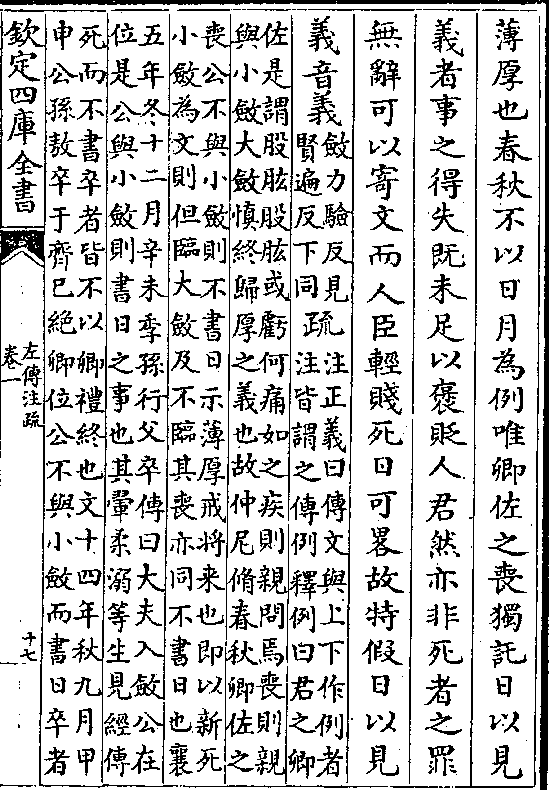 薄厚也春秋不以日月為例唯卿佐之喪獨託日以見
義者事之得失既未足以褒貶人君然亦非死者之罪
無辭可以寄文而人臣輕賤死日可畧故特假日以見
義音義
斂力驗反見
賢遍反下同
疏
注正義曰傳文與上下作例者
注皆謂之傳例釋例曰君之卿
佐是謂股肱股肱或虧何痛如之疾則親問焉喪則親
與小斂大斂慎終歸厚之義也故仲尼脩春秋卿佐之
喪公不與小斂則不書日示薄厚戒將来也即以新死
小斂為文則但臨大斂及不臨其喪亦同不書日也襄
五年冬十二月辛未季孫行父卒傳曰大夫入斂公在
位是公與小斂則書日之事也其翬柔溺等生見經傳
死而不書卒者皆不以卿禮終也文十四年秋九月甲
申公孫敖卒于齊已絶卿位公不與小斂而書日卒者
欽定四庫全書
左傳注疏
卷一
十七